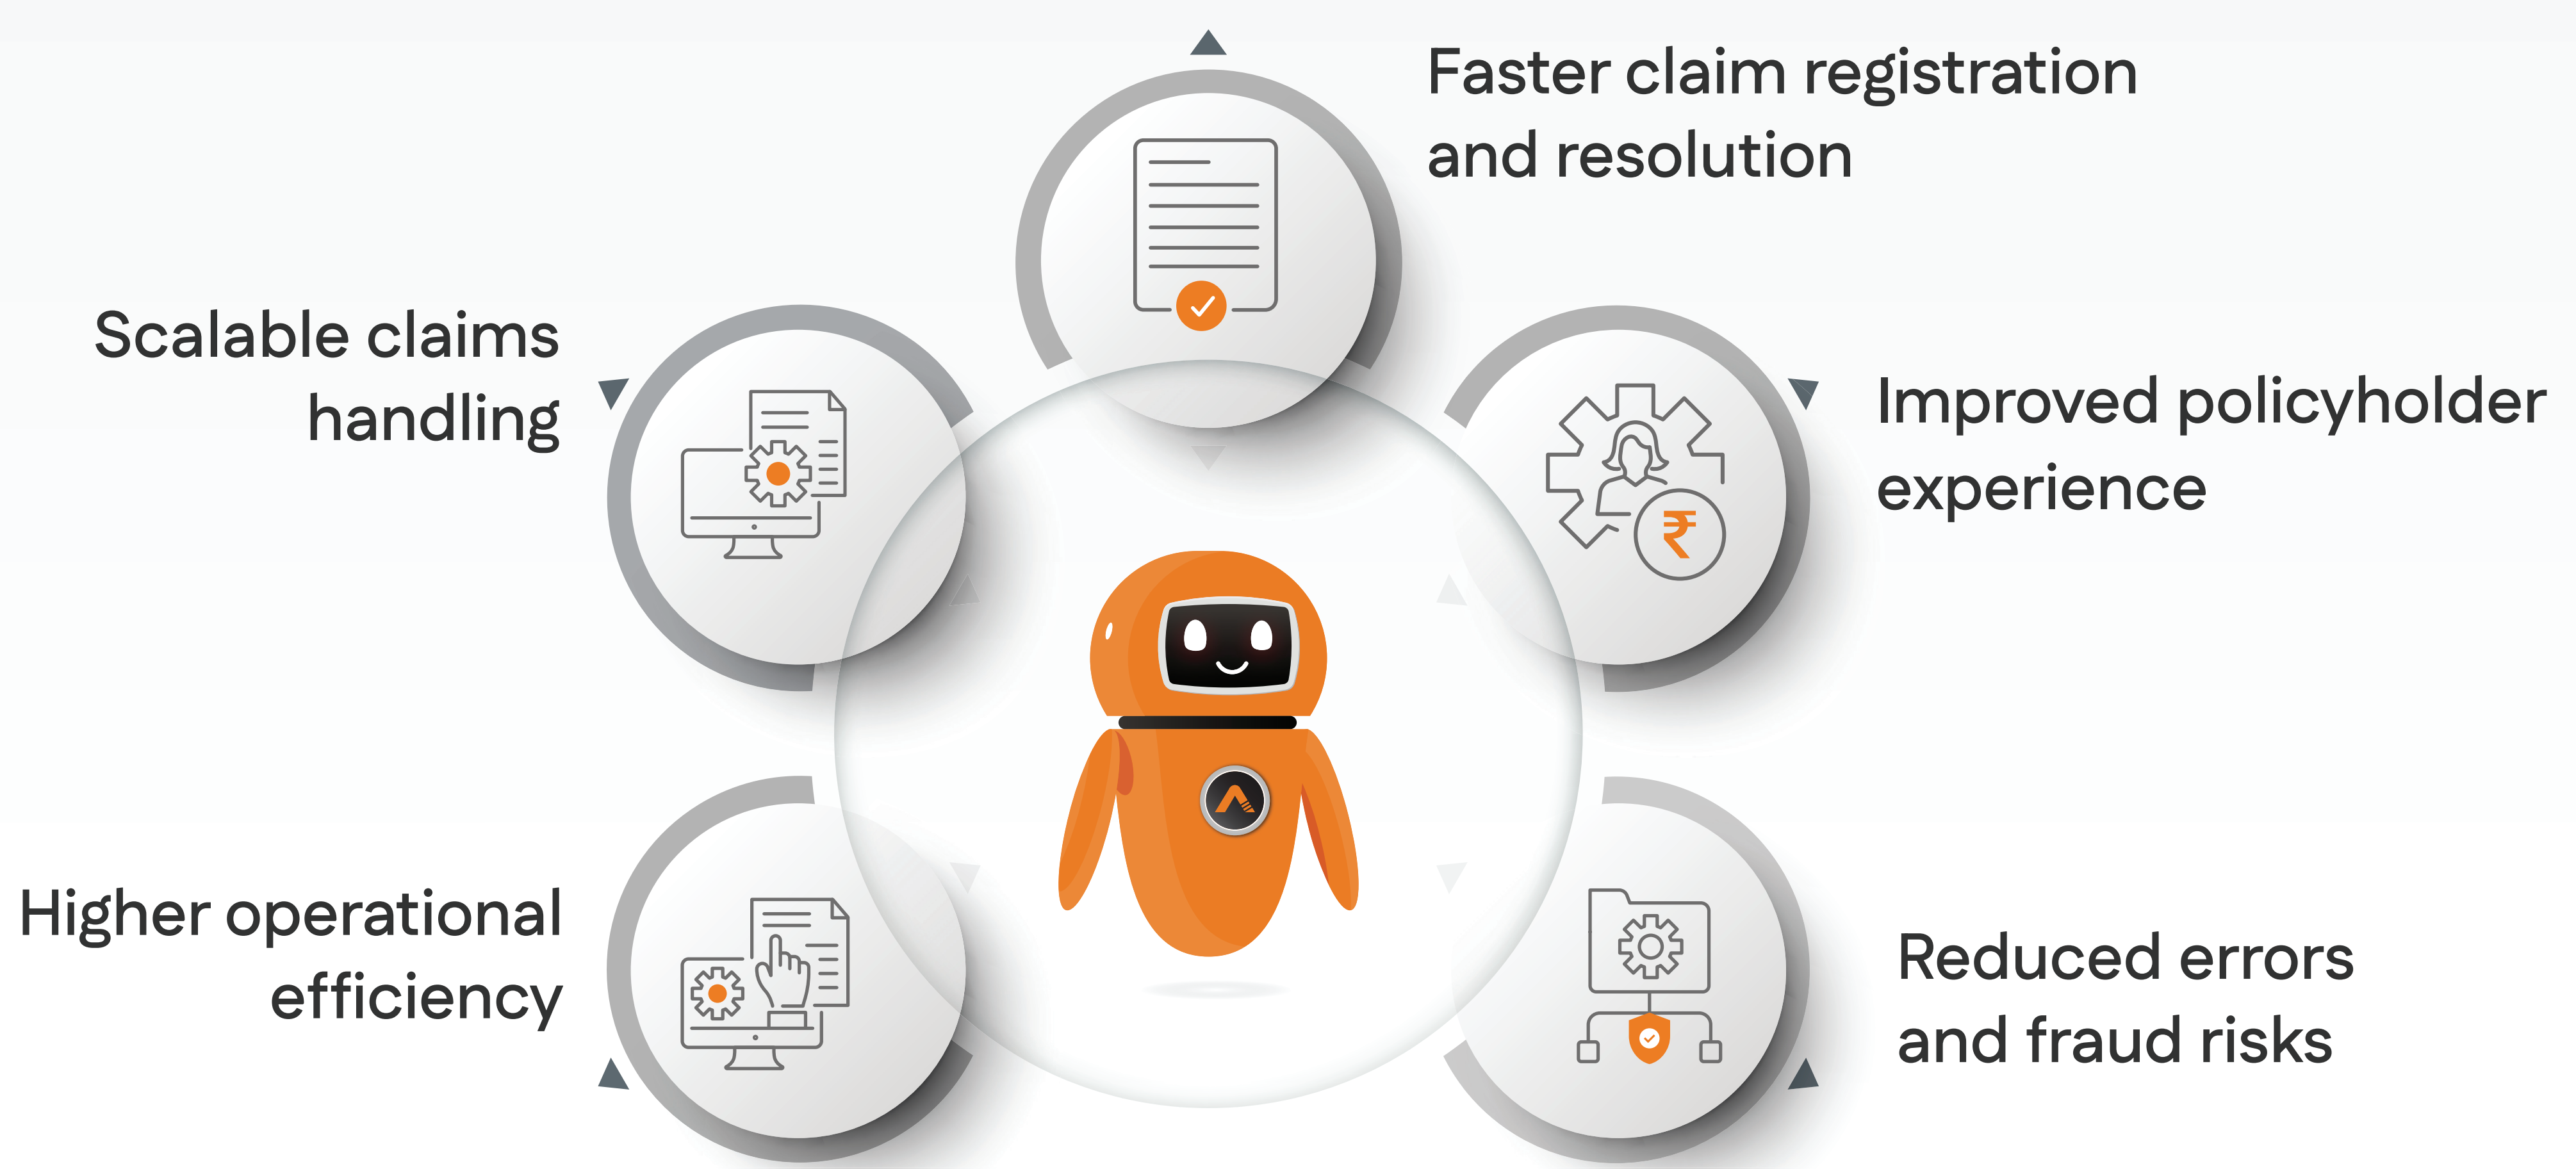 Faster claim registration
and resolution
Scalable claims
handling
Improved policyholder
experience
₹
Higher operational
efficiency
Reduced errors
and fraud risks